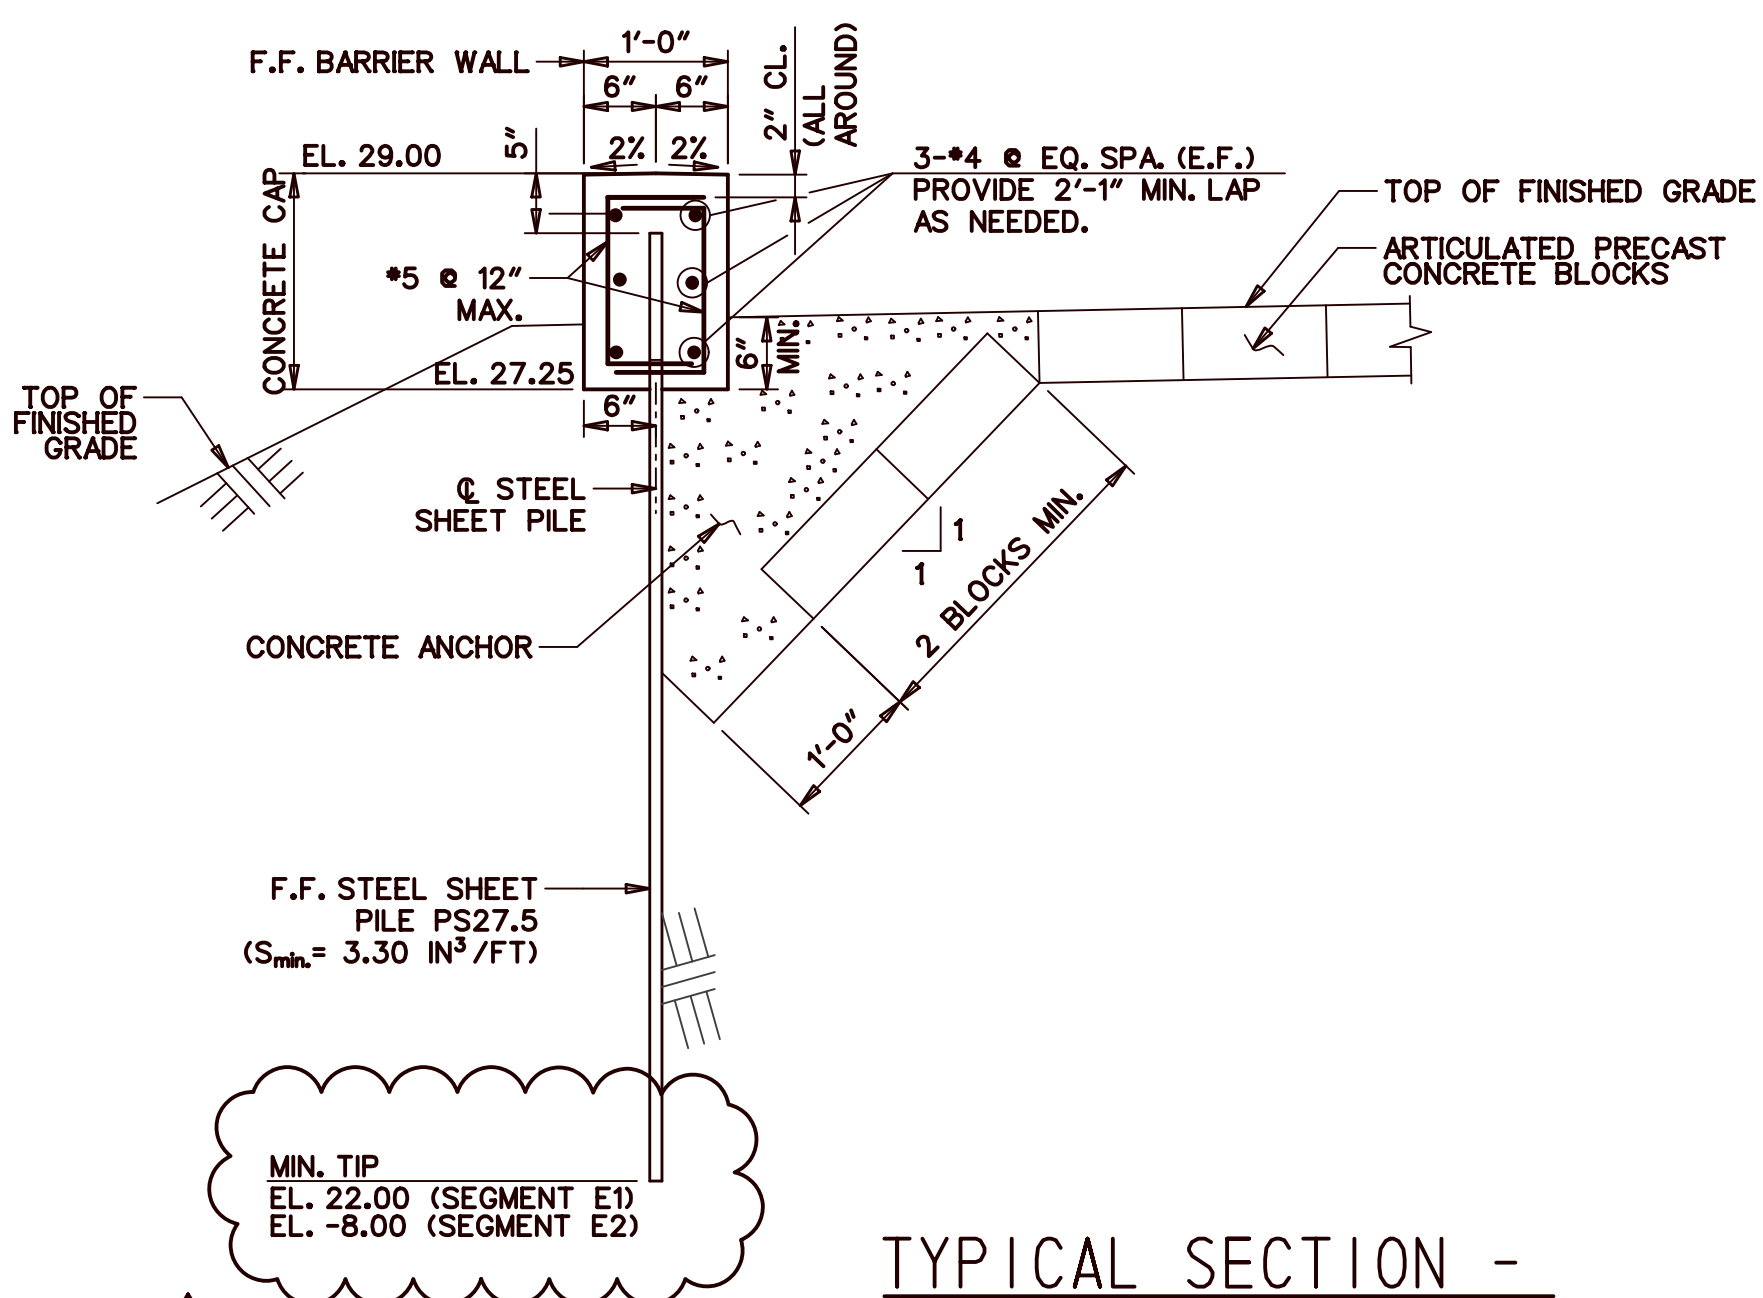 F.F. BARRIER WALL
1'-0"
6" 6"
2" CL.
(ALL
AROUND)
5"
2% 2%
EL. 29.00
CONCRETE CAP
3-#4 @ EQ. SPA. (E.F.)
PROVIDE 2'-1" MIN. LAP
AS NEEDED.
TOP OF FINISHED GRADE
ARTICULATED PRECAST
CONCRETE BLOCKS
#5 @ 12"
MAX.
6"
MIN.
EL. 27.25
TOP OF
FINISHED
GRADE
6"
℄ STEEL
SHEET PILE
1
1
2 BLOCKS MIN.
CONCRETE ANCHOR
1'-0"
F.F. STEEL SHEET
PILE PS27.5
(Smin.= 3.30 IN³/FT)
MIN. TIP
EL. 22.00 (SEGMENT E1)
EL. -8.00 (SEGMENT E2)
TYPICAL SECTION -